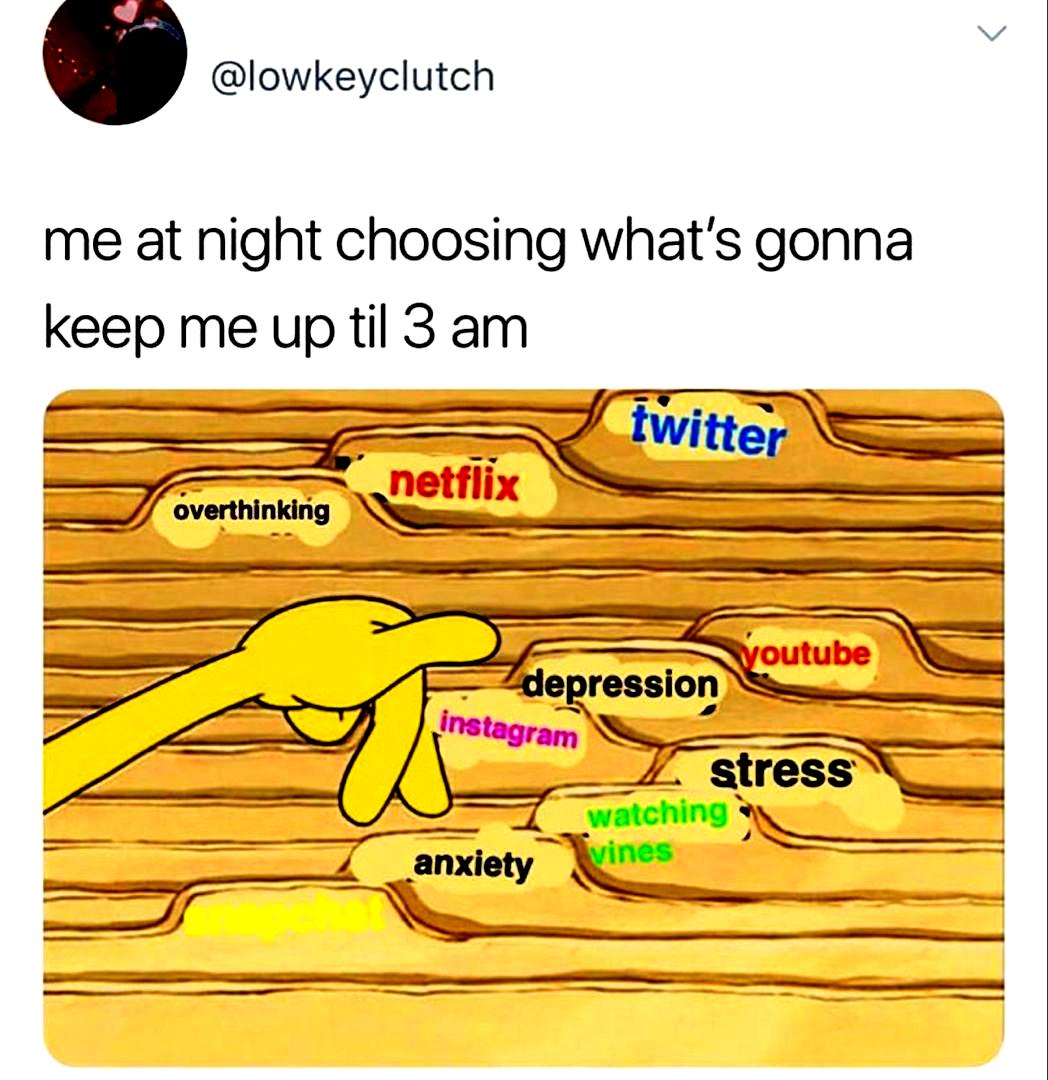 @lowkeyclutch
me at night choosing what's gonna
keep me up til 3 am
twitter
netflix
overthinking
youtube
depression
instagram
stress
watching
vines
anxiety
snapchat